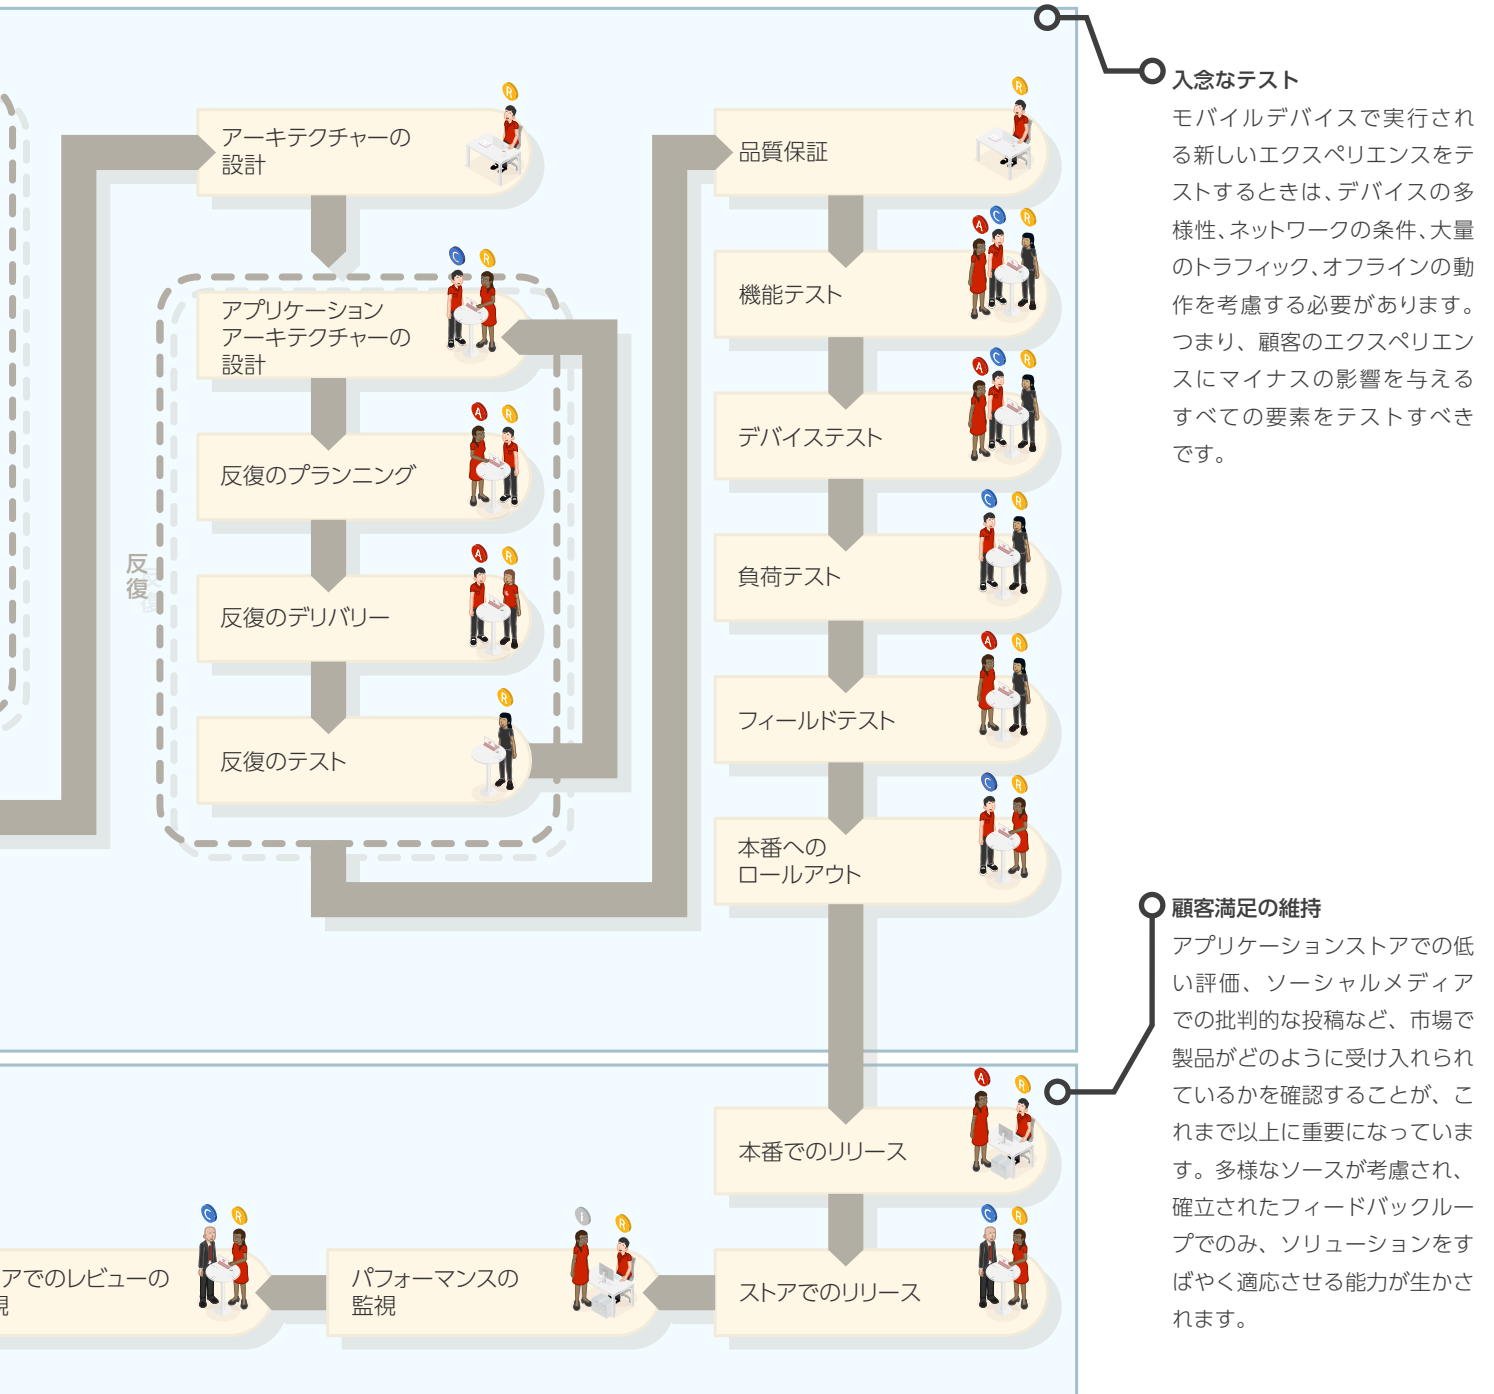 R
アーキテクチャーの
設計
C R
アプリケーション
アーキテクチャーの
設計
A R
反復のプランニング
A R
反復のデリバリー
R
反復のテスト
反
復
R
品質保証
A C R
機能テスト
A C R
デバイステスト
C R
負荷テスト
A R
フィールドテスト
C R
本番への
ロールアウト
A R
本番でのリリース
C R
ストアでのリリース
i R
パフォーマンスの
監視
C R
アでのレビューの
入念なテスト
モバイルデバイスで実行され
る新しいエクスペリエンスをテ
ストするときは、デバイスの多
様性、ネットワークの条件、大量
のトラフィック、オフラインの動
作を考慮する必要があります。
つまり、顧客のエクスペリエン
スにマイナスの影響を与える
すべての要素をテストすべき
です。
顧客満足の維持
アプリケーションストアでの低
い評価、ソーシャルメディア
での批判的な投稿など、市場で
製品がどのように受け入れられ
ているかを確認することが、こ
れまで以上に重要になっていま
す。多様なソースが考慮され、
確立されたフィードバックルー
プでのみ、ソリューションをす
ばやく適応させる能力が生かさ
れます。